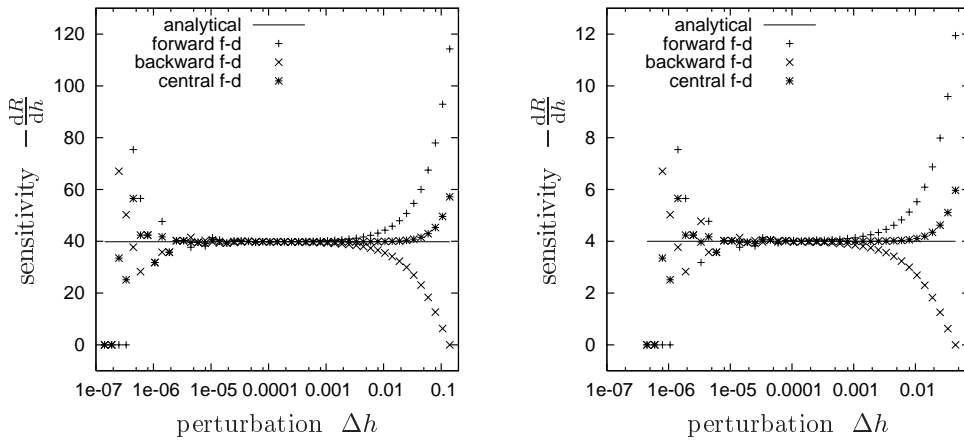 analytical
forward f-d
backward f-d
central f-d
120
100
80
60
40
20
0
sensitivity −dR/dh
1e-07 1e-06 1e-05 0.0001 0.001 0.01 0.1
perturbation Δh
analytical
forward f-d
backward f-d
central f-d
12
10
8
6
4
2
0
sensitivity −dR/dh
1e-06 1e-05 0.0001 0.001 0.01
perturbation Δh